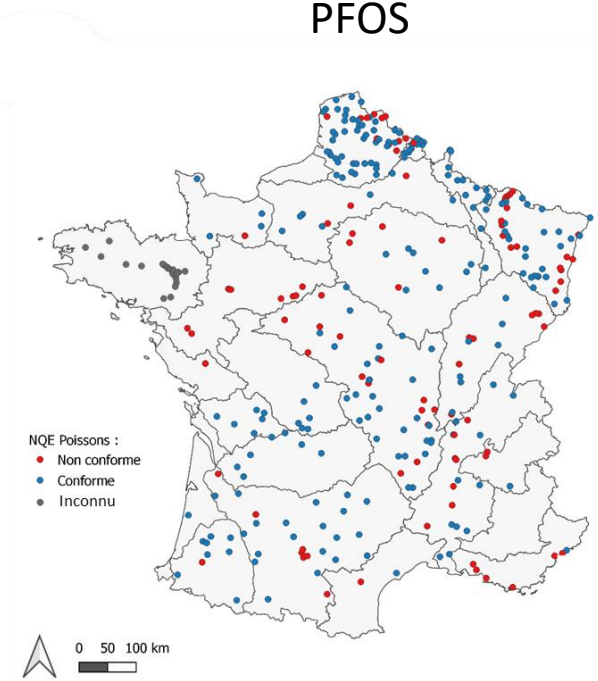 PFOS
NQE Poissons :
Non conforme
Conforme
Inconnu
0 50 100 km